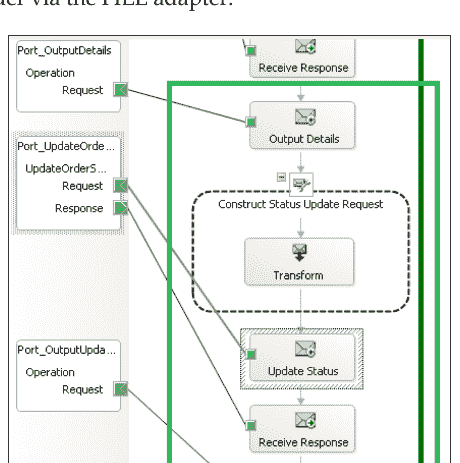 der via the FILE adapter.
Port_OutputDetails
Operation
Request
Receive Response
Output Details
Port_UpdateOrde...
UpdateOrderS...
Request
Response
Construct Status Update Request
Transform
Port_OutputUpda...
Operation
Request
Update Status
Receive Response